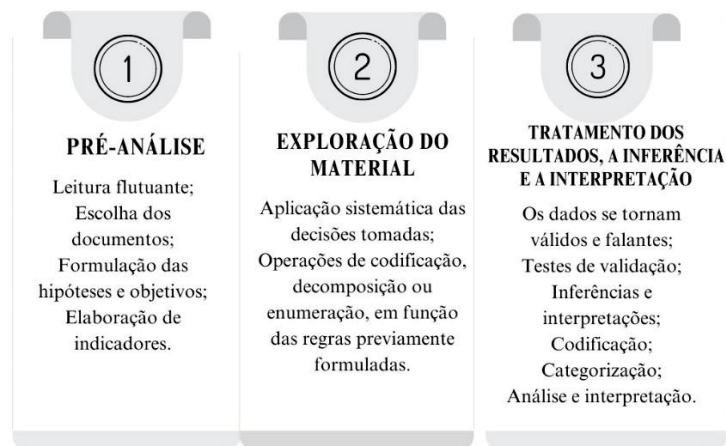 1
PRÉ-ANÁLISE
Leitura flutuante;
Escolha dos
documentos;
Formulação das
hipóteses e objetivos;
Elaboração de
indicadores.
2
EXPLORAÇÃO DO
MATERIAL
Aplicação sistemática das
decisões tomadas;
Operações de codificação,
decomposição ou
enumeração, em função
das regras previamente
formuladas.
3
TRATAMENTO DOS
RESULTADOS, A INFERÊNCIA
E A INTERPRETAÇÃO
Os dados se tornam
válidos e falantes;
Testes de validação;
Inferências e
interpretações;
Codificação;
Categorização;
Análise e interpretação.